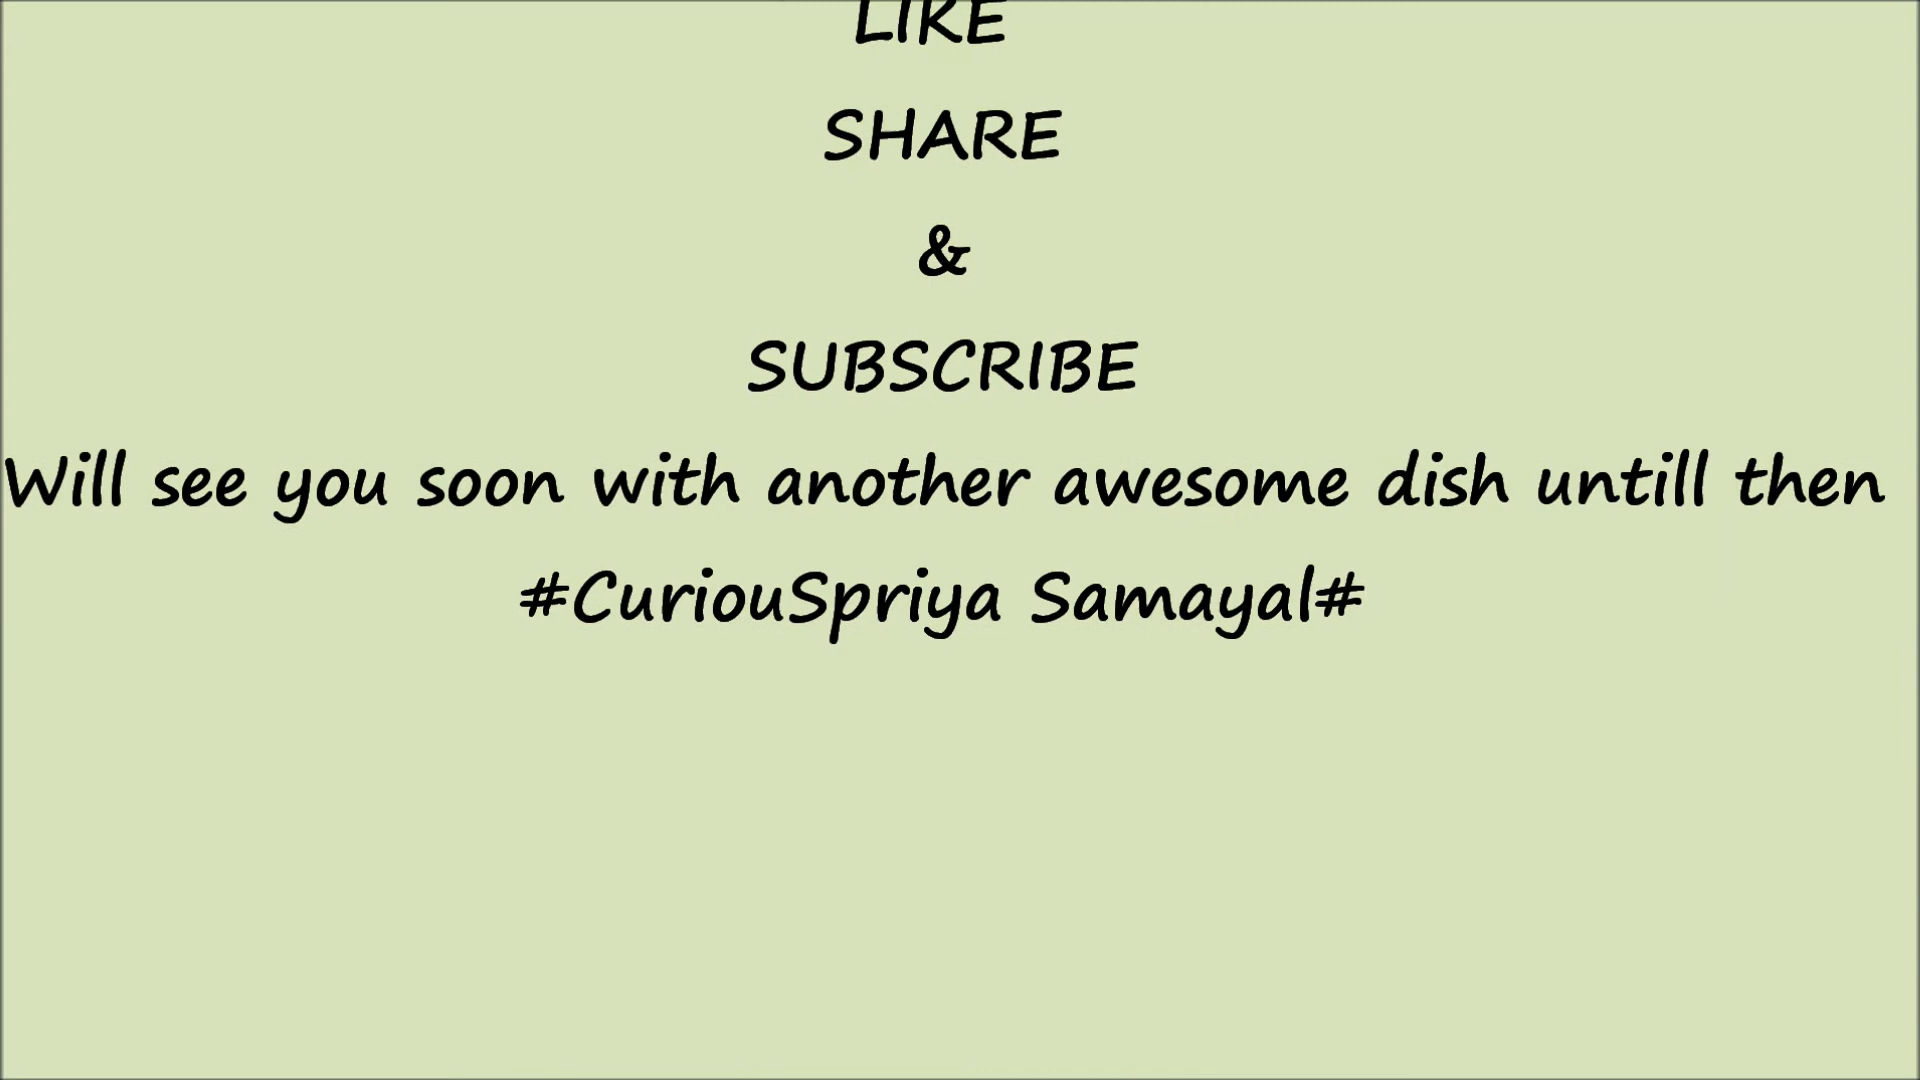 LIKE
SHARE
&
SUBSCRIBE
Will see you soon with another awesome dish untill then
#CuriouSpriya Samayal#